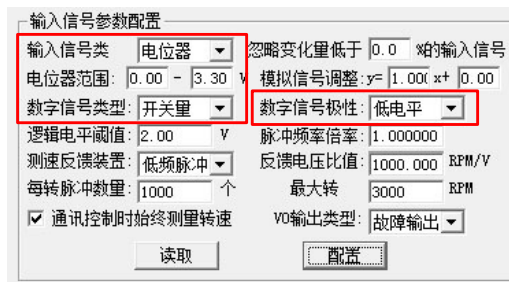 输入信号参数配置
输入信号类 电位器 忽略变化量低于 0.0 %的输入信号
电位器范围: 0.00 - 3.30 V 模拟信号调整:y= 1.00( x+ 0.00
数字信号类型: 开关量 数字信号极性: 低电平
逻辑电平阈值: 2.00 V 脉冲频率倍率: 1.000000
测速反馈装置: 低频脉冲 反馈电压比值: 1000.000 RPM/V
每转脉冲数量: 1000 个 最大转 3000 RPM
通讯控制时始终测量转速 VO输出类型: 故障输出
读取 配置